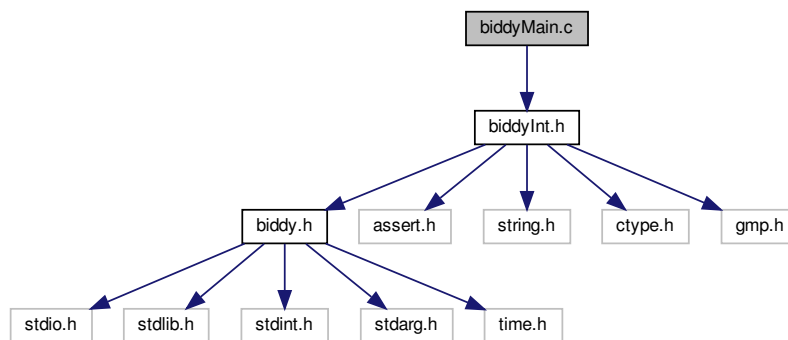 biddyMain.c
biddyInt.h
biddy.h
assert.h
string.h
ctype.h
gmp.h
stdio.h
stdlib.h
stdint.h
stdarg.h
time.h